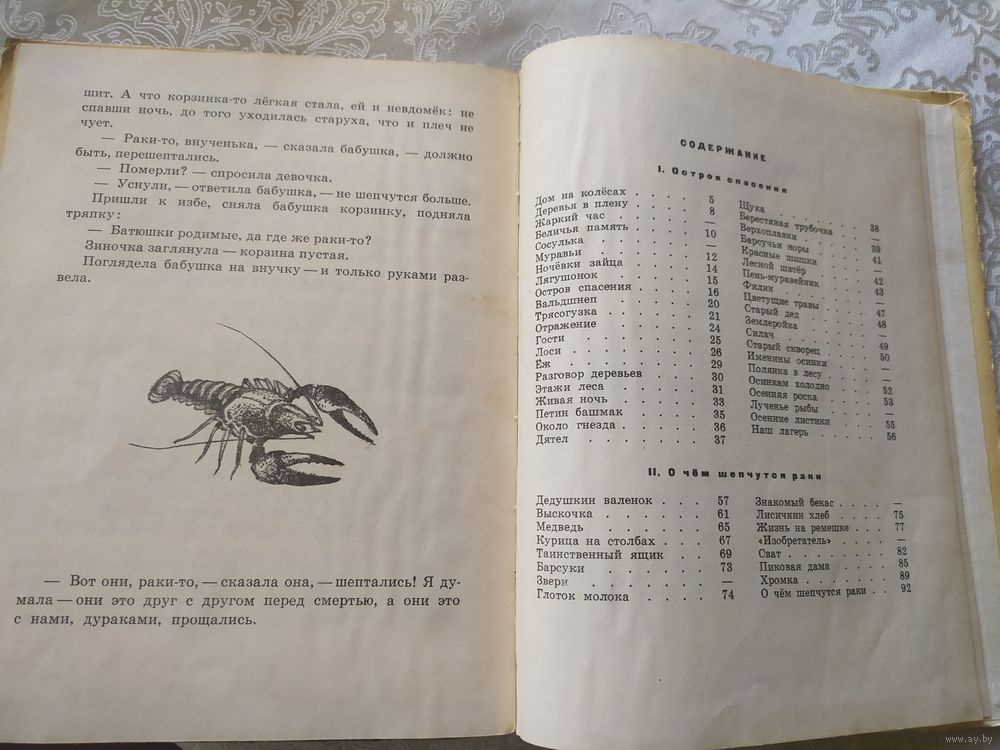 шит. А что корзинка-то лёгкая стала, ей и невдомёк: не
спавши ночь, до того уходилась старуха, что и плеч не
чует.
— Раки-то, внученька, — сказала бабушка, — должно
быть, перешептались.
— Померли? — спросила девочка.
— Уснули, — ответила бабушка, — не шепчутся больше.
Пришли к избе, сняла бабушка корзинку, подняла
тряпку:
— Батюшки родимые, да где же раки-то?
Зиночка заглянула — корзина пустая.
Поглядела бабушка на внучку — и только руками раз-
вела.
— Вот они, раки-то, — сказала она, — шептались! Я ду-
мала — они это друг с другом перед смертью, а они это
с нами, дураками, прощались.
СОДЕРЖАНИЕ
I. Остров спасения
Дом на колёсах . . . . 5
Деревья в плену . . . . 8
Жаркий час . . . . . —
Беличья память . . . . 10
Сосулька . . . . . —
Муравьи . . . . . 12
Ночёвки зайца . . . . 14
Лягушонок . . . . 15
Остров спасения . . . . 16
Вальдшнеп . . . . . 20
Трясогузка . . . . . 21
Отражение . . . . . 24
Гости . . . . . . 25
Лоси . . . . . . . 26
Ёж . . . . . . . 29
Разговор деревьев . . . 30
Этажи леса . . . . . 31
Живая ночь . . . . . 33
Петин башмак . . . . 35
Около гнезда . . . . . 36
Дятел . . . . . . 37
Щука . . . . . . 38
Берестяная трубочка . . —
Верхоплавки . . . . 39
Барсучьи норы . . . . 41
Красные шишки . . . . —
Лесной шатёр . . . . 42
Пень-муравейник . . . 43
Филин . . . . .
Цветущие травы . . . . 47
Старый дед . . . . . 48
Землеройка . . . . .
Силач . . . . . . 49
Старый скворец . . . . 50
Именины осинки . . . .
Полянка в лесу . . . . —
Осинкам холодно . . . . 52
Осенняя роска . . . . 53
Лученье рыбы . . . . —
Осенние листики . . . . 55
Наш лагерь . . . . . 56
II. О чём шепчутся раки
Дедушкин валенок . . . 57
Выскочка . . . . . 61
Медведь . . . . . . 65
Курица на столбах . . . 67
Таинственный ящик . . 69
Барсуки . . . . . 73
Звери . . . . . . —
Глоток молока . . . . 74
Знакомый бекас . . . . —
Лисичкин хлеб . . . . 75
Жизнь на ремешке . . . 77
«Изобретатель» . . . . —
Сват . . . . . . . 82
Пиковая дама . . . . 85
Хромка . . . . . . 89
О чём шепчутся раки . . 92
www.ay.by